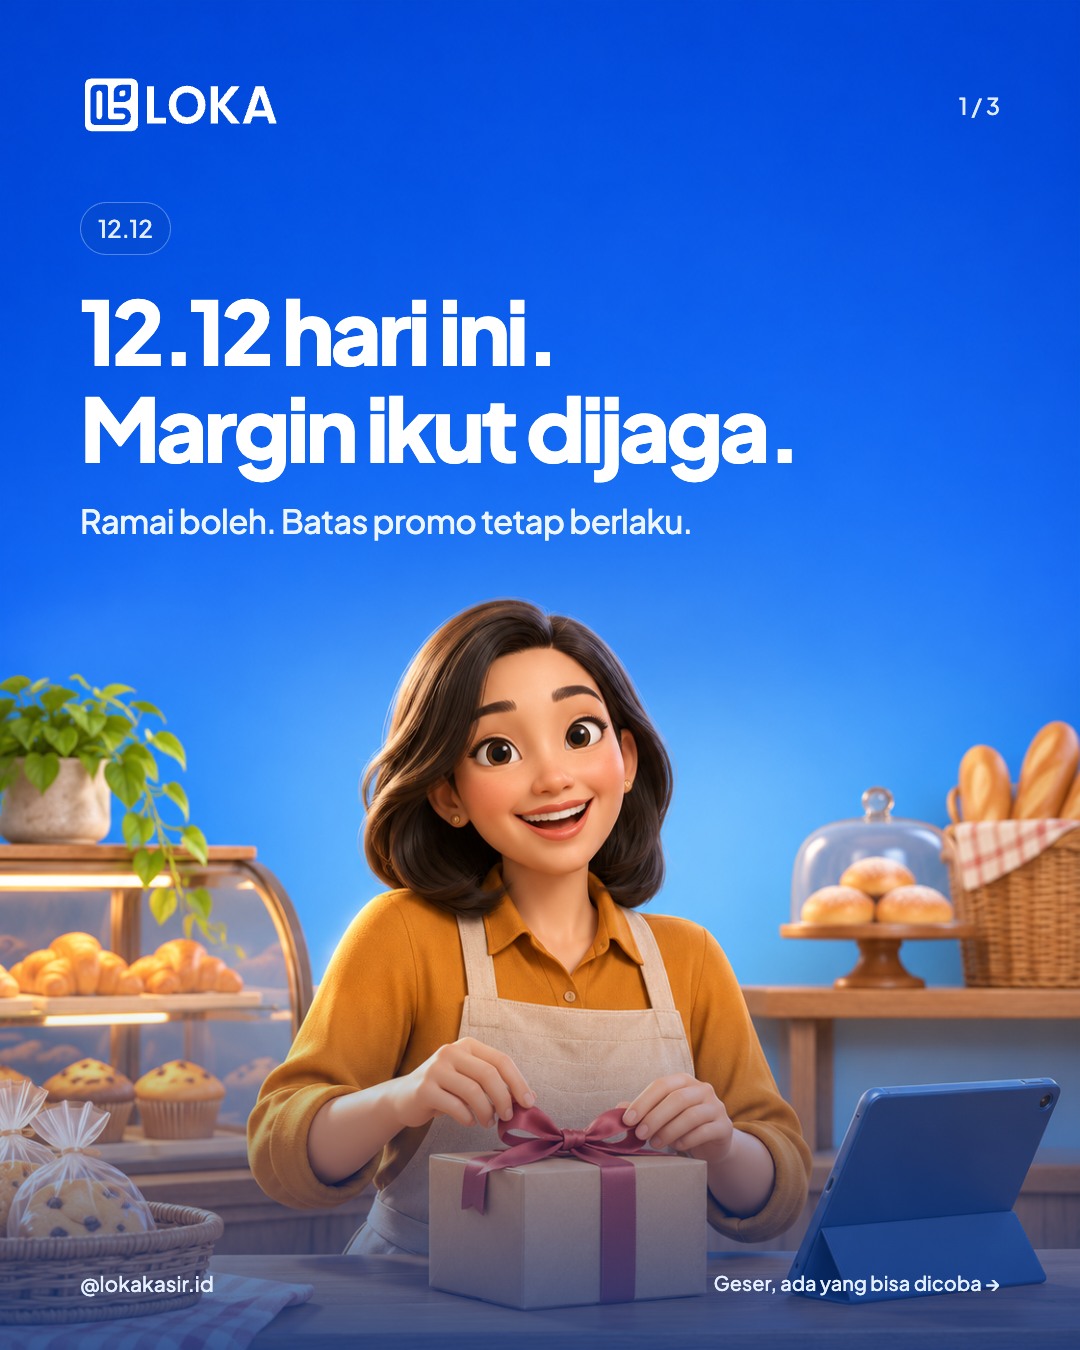 LOKA
1/3
12.12
12.12 hari ini.
Margin ikut dijaga.
Ramai boleh. Batas promo tetap berlaku.
@lokakasir.id
Geser, ada yang bisa dicoba →